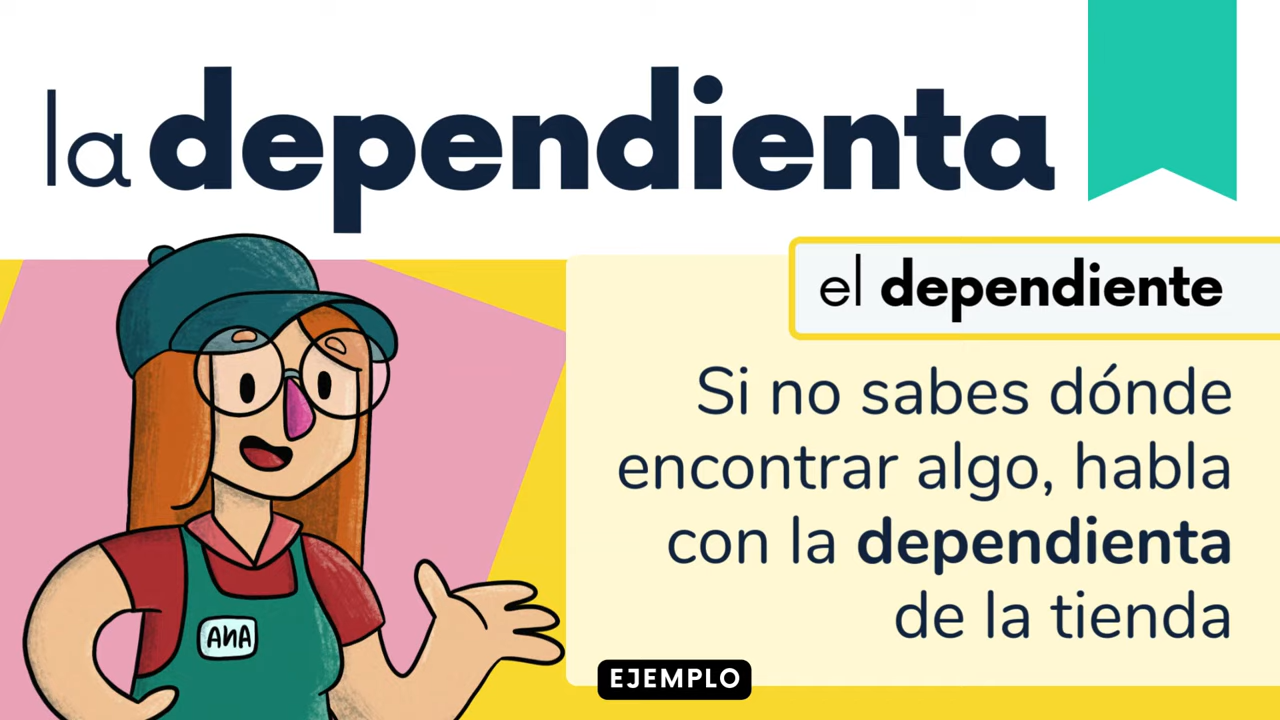 la dependienta
el dependiente
Si no sabes dónde
encontrar algo, habla
con la dependienta
de la tienda
ANA
EJEMPLO